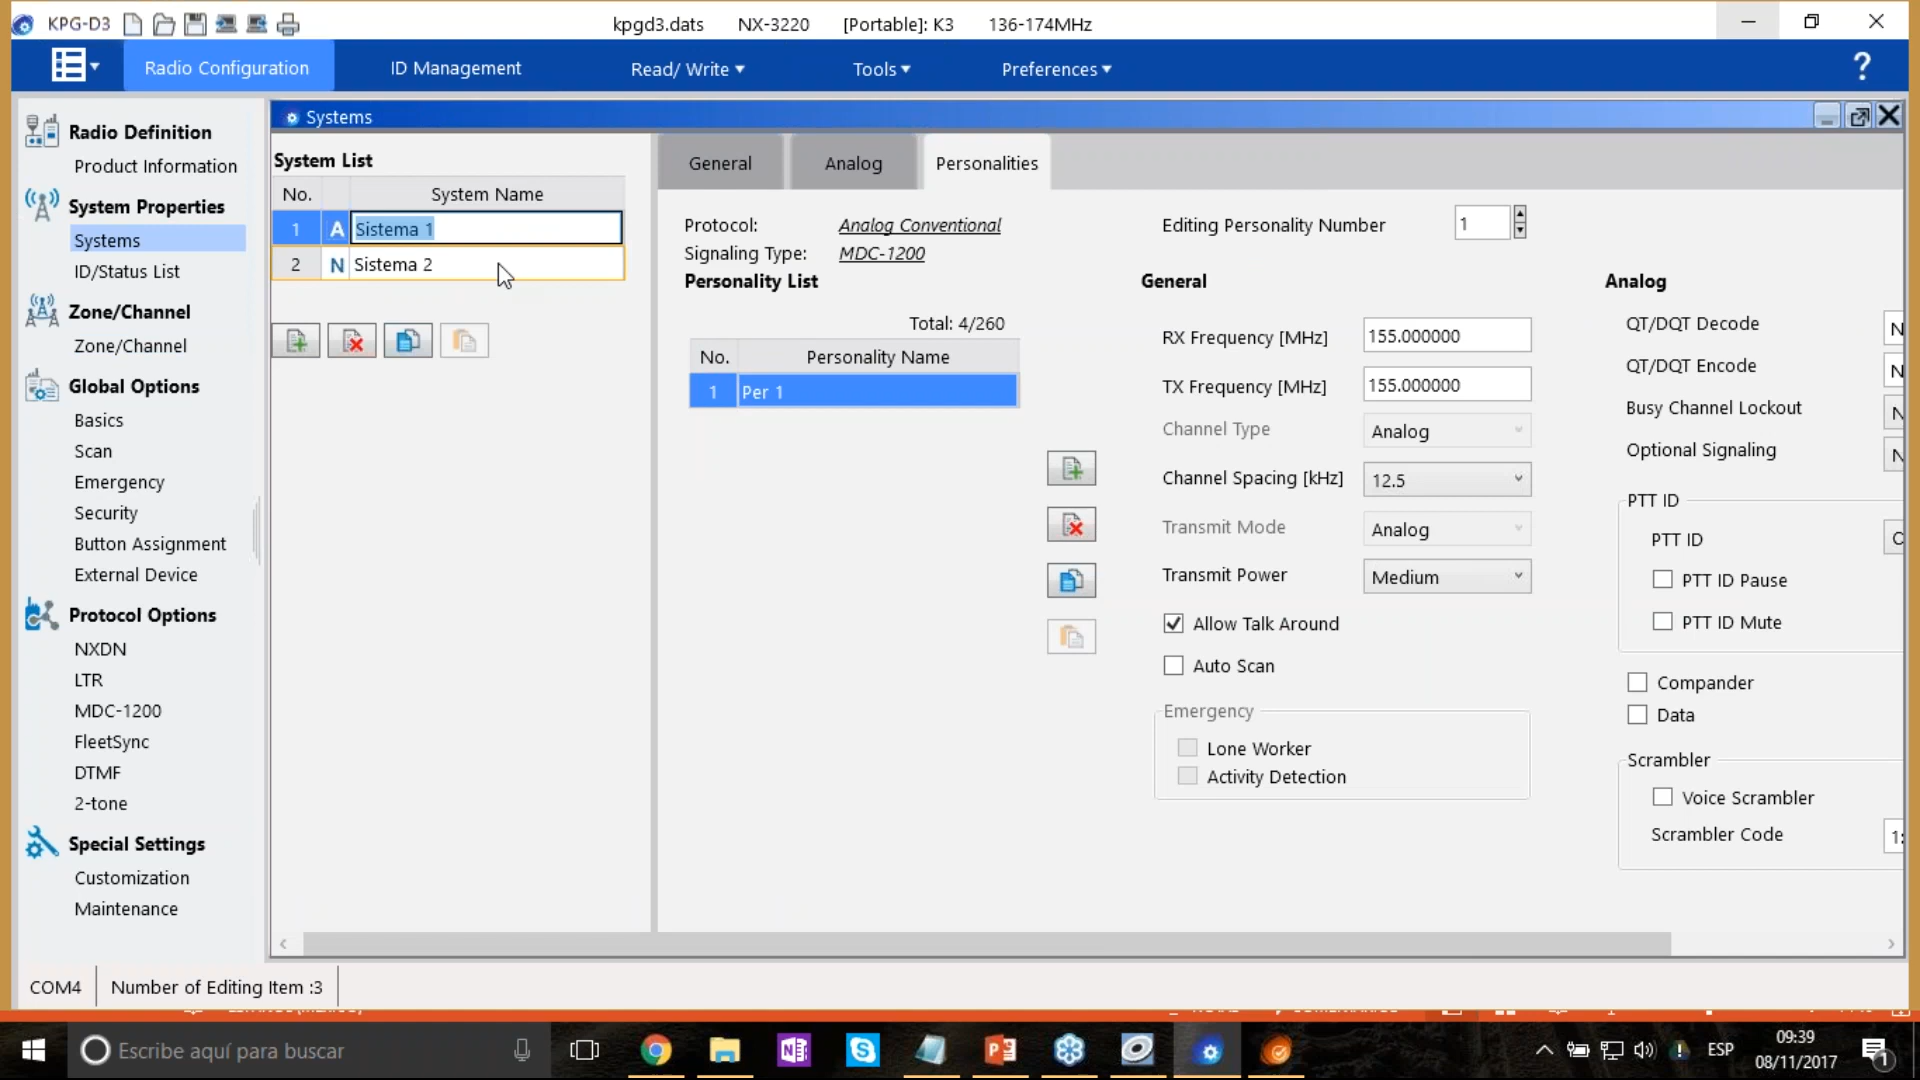 KPG-D3 kpgd3.dats NX-3220 [Portable]: K3 136-174MHz
Radio Configuration ID Management Read/ Write Tools Preferences ?
Radio Definition
Product Information
System Properties
Systems
ID/Status List
Zone/Channel
Zone/Channel
Global Options
Basics
Scan
Emergency
Security
Button Assignment
External Device
Protocol Options
NXDN
LTR
MDC-1200
FleetSync
DTMF
2-tone
Special Settings
Customization
Maintenance
Systems
System List
No. System Name
1 A Sistema 1
2 N Sistema 2
General Analog Personalities
Protocol: Analog Conventional
Signaling Type: MDC-1200
Editing Personality Number 1
Personality List
Total: 4/260
No. Personality Name
1 Per 1
General
RX Frequency [MHz] 155.000000
TX Frequency [MHz] 155.000000
Channel Type Analog
Channel Spacing [kHz] 12.5
Transmit Mode Analog
Transmit Power Medium
Allow Talk Around
Auto Scan
Emergency
Lone Worker
Activity Detection
Analog
QT/DQT Decode N
QT/DQT Encode N
Busy Channel Lockout N
Optional Signaling N
PTT ID
PTT ID
PTT ID Pause
PTT ID Mute
Compander
Data
Scrambler
Voice Scrambler
Scrambler Code
COM4 Number of Editing Item :3
Escribe aquí para buscar
ESP
09:39
08/11/2017
1